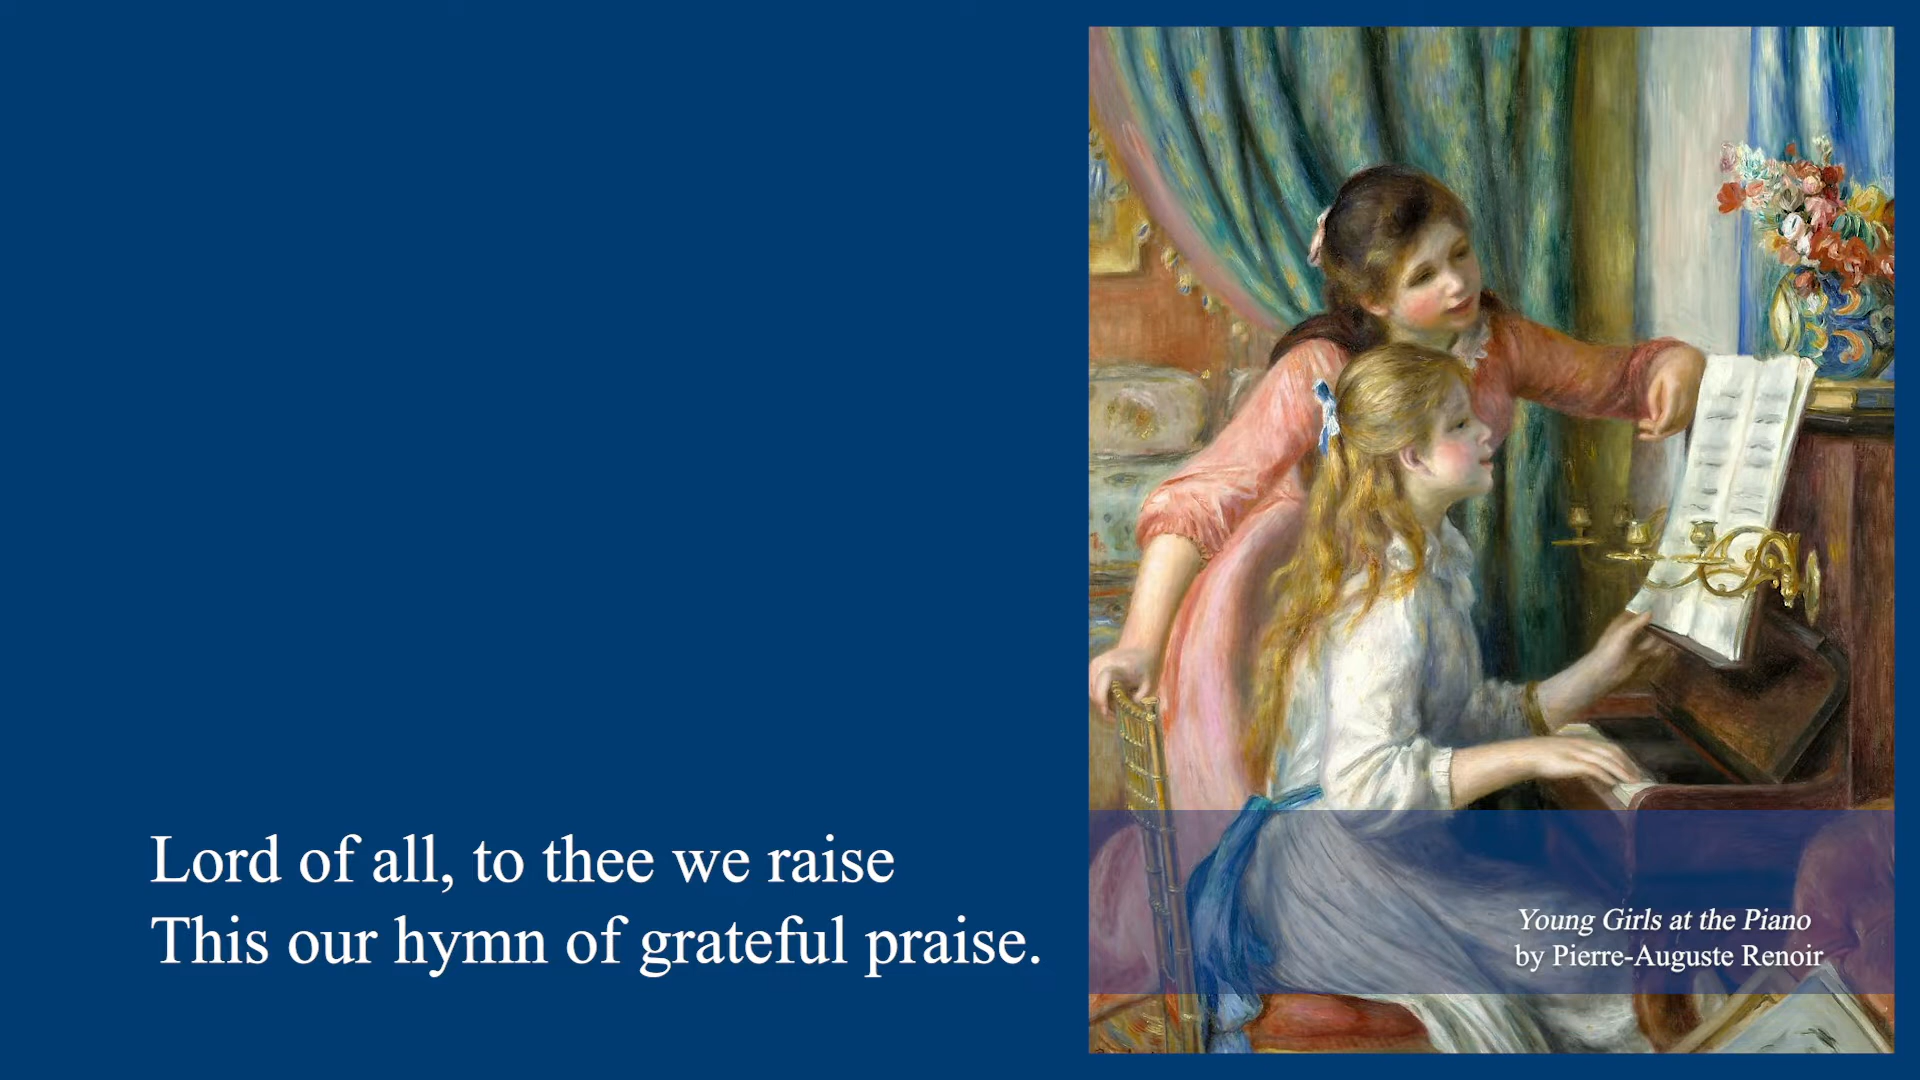 Lord of all, to thee we raise
This our hymn of grateful praise.
Young Girls at the Piano
by Pierre-Auguste Renoir